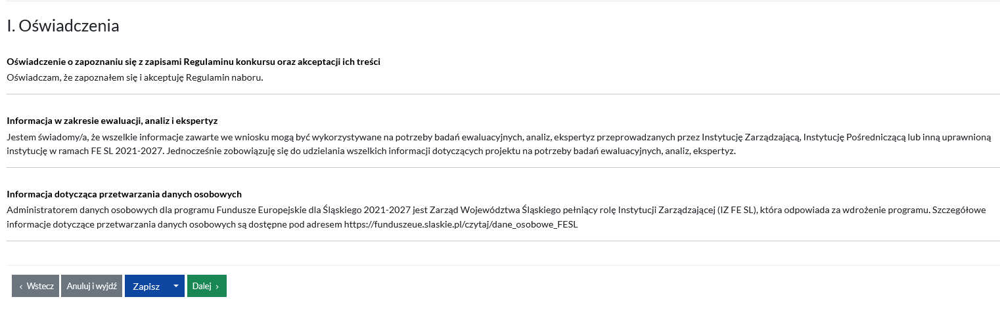 I. Oświadczenia
Oświadczenie o zapoznaniu się z zapisami Regulaminu konkursu oraz akceptacji ich treści
Oświadczam, że zapoznałem się i akceptuję Regulamin naboru.
Informacja w zakresie ewaluacji, analiz i ekspertyz
Jestem świadomy/a, że wszelkie informacje zawarte we wniosku mogą być wykorzystywane na potrzeby badań ewaluacyjnych, analiz, ekspertyz przeprowadzanych przez Instytucję Zarządzającą, Instytucję Pośredniczącą lub inną uprawnioną
instytucję w ramach FE SL 2021-2027. Jednocześnie zobowiązuję się do udzielania wszelkich informacji dotyczących projektu na potrzeby badań ewaluacyjnych, analiz, ekspertyz.
Informacja dotycząca przetwarzania danych osobowych
Administratorem danych osobowych dla programu Fundusze Europejskie dla Śląskiego 2021-2027 jest Zarząd Województwa Śląskiego pełniący rolę Instytucji Zarządzającej (IZ FE SL), która odpowiada za wdrożenie programu. Szczegółowe
informacje dotyczące przetwarzania danych osobowych są dostępne pod adresem https://funduszeue.slaskie.pl/czytaj/dane_osobowe_FESL
‹ Wstecz Anuluj i wyjdź Zapisz Dalej ›